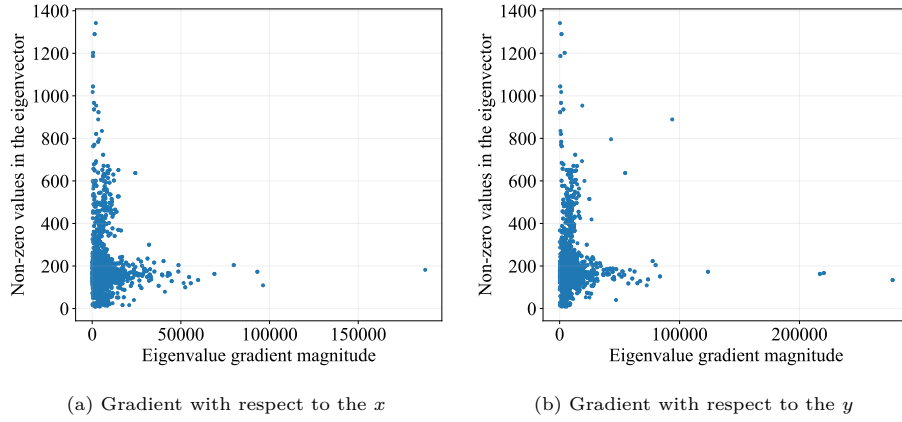 Non-zero values in the eigenvector
1400
1200
1000
800
600
400
200
0
0 50000 100000 150000
Eigenvalue gradient magnitude
(a) Gradient with respect to the x
Non-zero values in the eigenvector
1400
1200
1000
800
600
400
200
0
0 100000 200000
Eigenvalue gradient magnitude
(b) Gradient with respect to the y